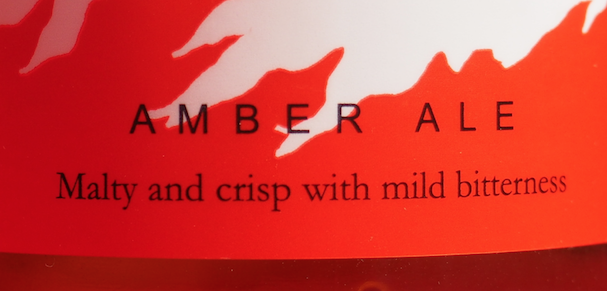 AMBER ALE
Malty and crisp with mild bitterness